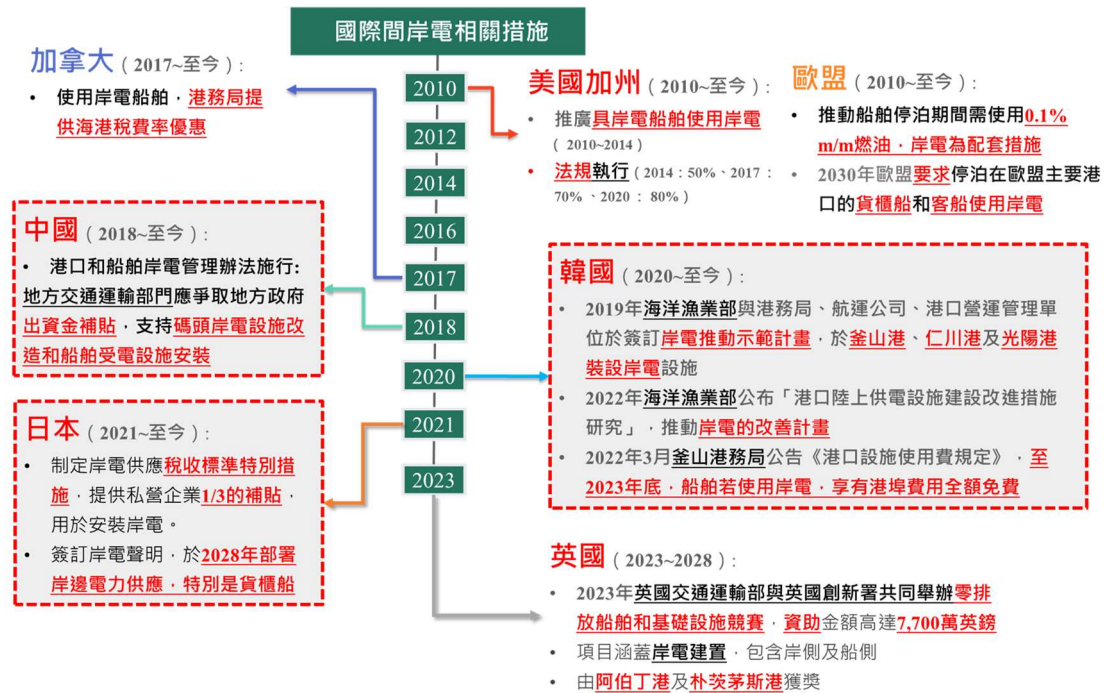 國際間岸電相關措施
2010
2012
2014
2016
2017
2018
2020
2021
2023
加拿大（2017~至今）:
• 使用岸電船舶，港務局提
供海港稅費率優惠
美國加州（2010~至今）:
• 推廣具岸電船舶使用岸電
（2010~2014）
• 法規執行（2014：50%、2017：
70% 、2020 ：80%）
歐盟（2010~至今）:
• 推動船舶停泊期間需使用0.1%
m/m燃油，岸電為配套措施
• 2030年歐盟要求停泊在歐盟主要港
口的貨櫃船和客船使用岸電
中國（2018~至今）:
• 港口和船舶岸電管理辦法施行:
地方交通運輸部門應爭取地方政府
出資金補貼，支持碼頭岸電設施改
造和船舶受電設施安裝
韓國（2020~至今）:
• 2019年海洋漁業部與港務局、航運公司、港口營運管理單
位於簽訂岸電推動示範計畫，於釜山港、仁川港及光陽港
裝設岸電設施
• 2022年海洋漁業部公布「港口陸上供電設施建設改進措施
研究」，推動岸電的改善計畫
• 2022年3月釜山港務局公告《港口設施使用費規定》，至
2023年底，船舶若使用岸電，享有港埠費用全額免費
日本（2021~至今）:
• 制定岸電供應稅收標準特別措
施，提供私營企業1/3的補貼，
用於安裝岸電。
• 簽訂岸電聲明，於2028年部署
岸邊電力供應，特別是貨櫃船
英國（2023~2028）:
• 2023年英國交通運輸部與英國創新署共同舉辦零排
放船舶和基礎設施競賽，資助金額高達7,700萬英鎊
• 項目涵蓋岸電建置，包含岸側及船側
• 由阿伯丁港及朴茨茅斯港獲獎